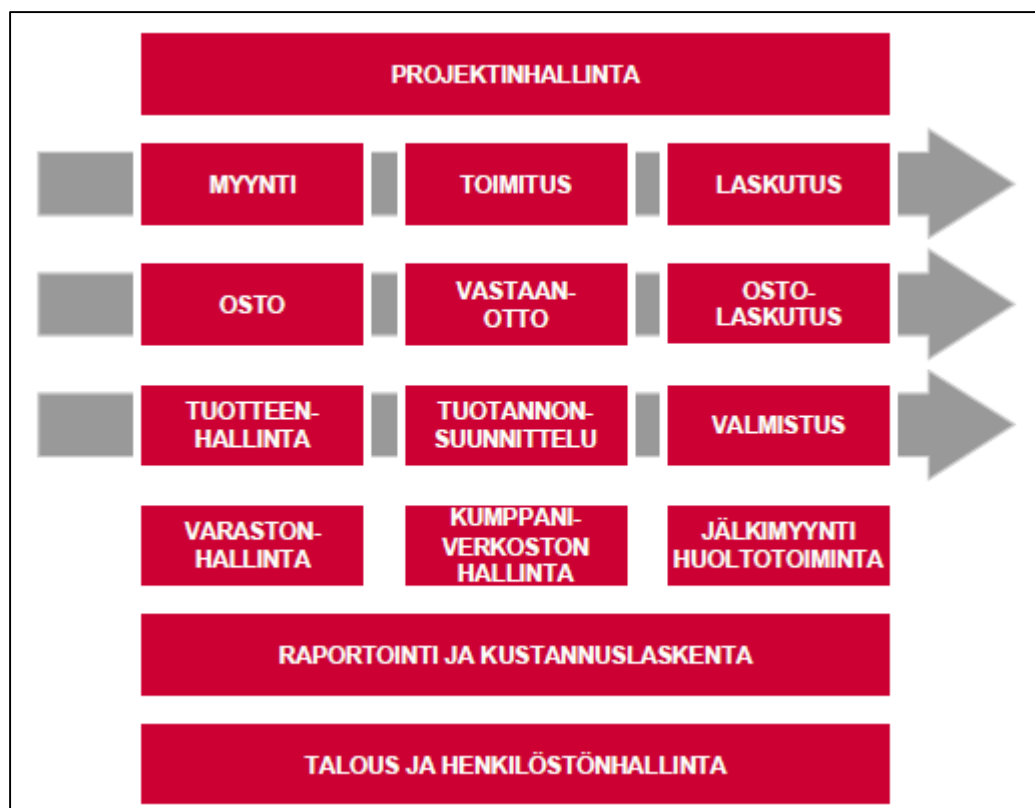 PROJEKTINHALLINTA
MYYNTI
TOIMITUS
LASKUTUS
OSTO
VASTAAN-
OTTO
OSTO-
LASKUTUS
TUOTTEEN-
HALLINTA
TUOTANNON-
SUUNNITTELU
VALMISTUS
VARASTON-
HALLINTA
KUMPPANI-
VERKOSTON
HALLINTA
JÄLKIMYYNTI
HUOLTOTOIMINTA
RAPORTOINTI JA KUSTANNUSLASKENTA
TALOUS JA HENKILÖSTÖNHALLINTA